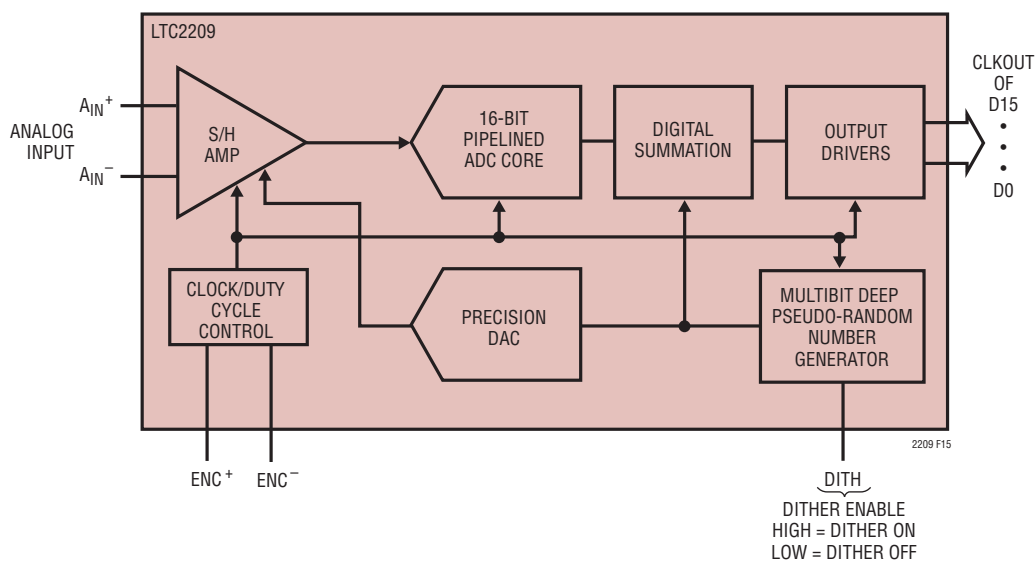 LTC2209
CLKOUT
OF
D15
•
•
•
D0
AIN+
ANALOG
INPUT
AIN−
S/H
AMP
16-BIT
PIPELINED
ADC CORE
DIGITAL
SUMMATION
OUTPUT
DRIVERS
CLOCK/DUTY
CYCLE
CONTROL
PRECISION
DAC
MULTIBIT DEEP
PSEUDO-RANDOM
NUMBER
GENERATOR
2209 F15
ENC+
ENC−
DITH
DITHER ENABLE
HIGH = DITHER ON
LOW = DITHER OFF